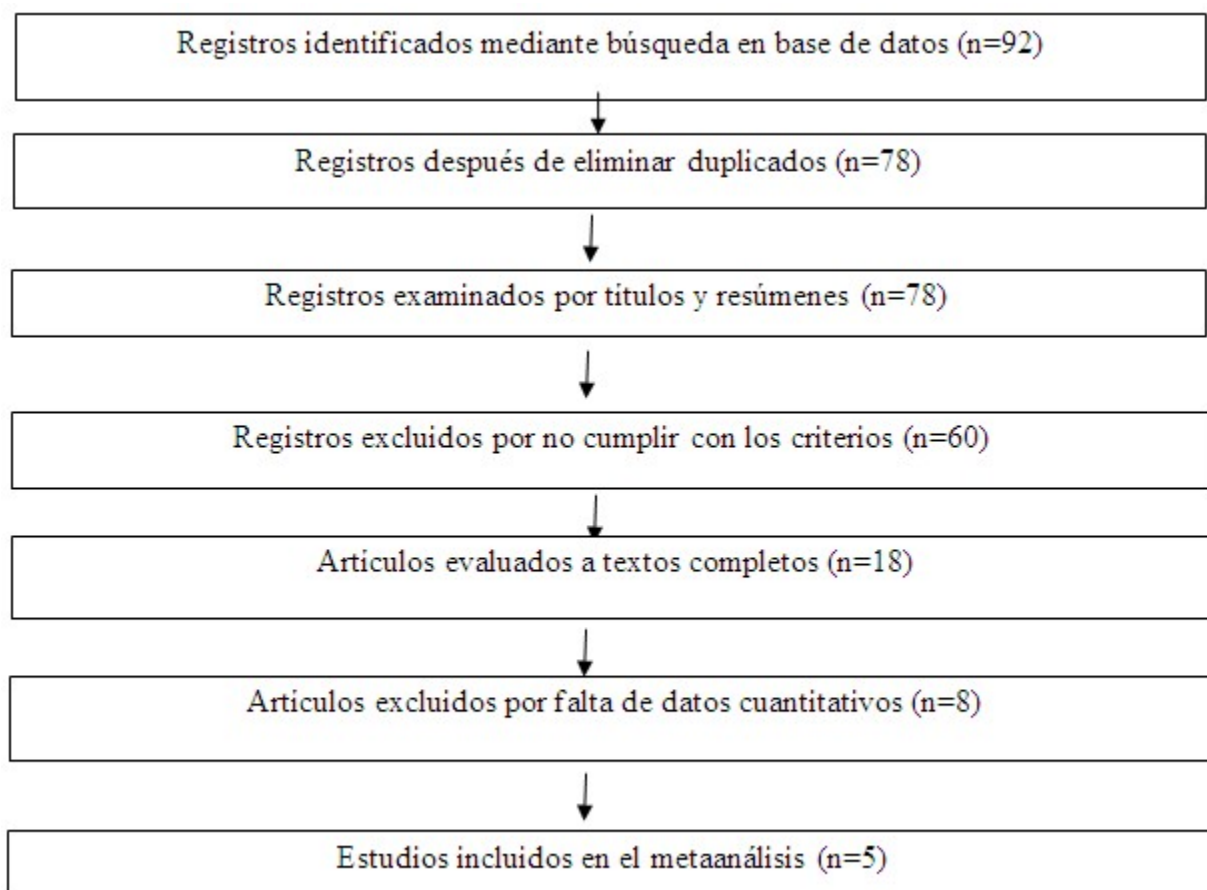 Registros identificados mediante búsqueda en base de datos (n=92)
Registros después de eliminar duplicados (n=78)
Registros examinados por títulos y resúmenes (n=78)
Registros excluidos por no cumplir con los criterios (n=60)
Artículos evaluados a textos completos (n=18)
Artículos excluidos por falta de datos cuantitativos (n=8)
Estudios incluidos en el metaanálisis (n=5)